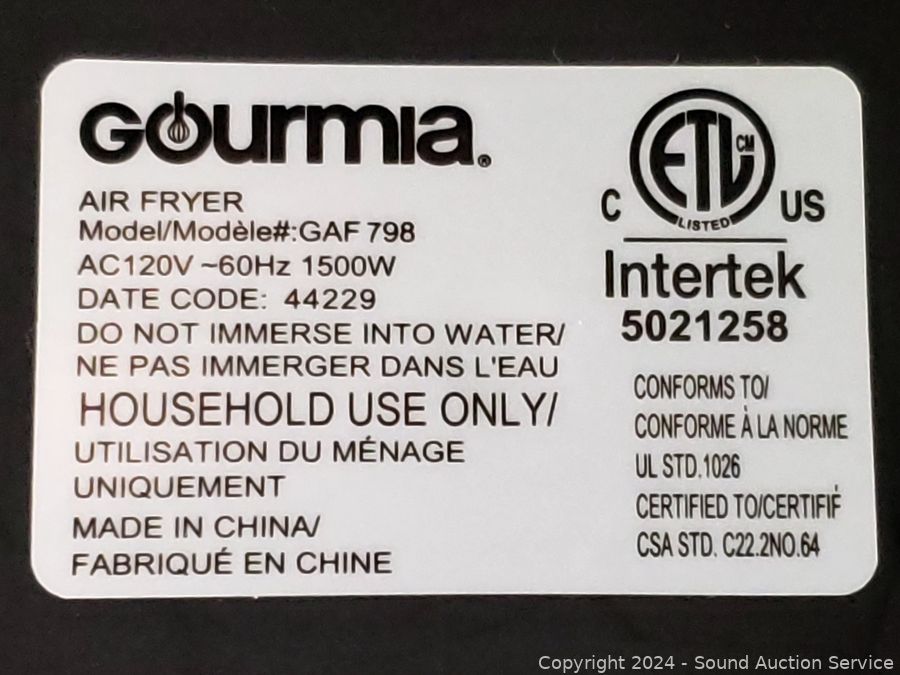 GOURMIA®
AIR FRYER
Model/Modèle#:GAF 798
AC120V ~60Hz 1500W
DATE CODE: 44229
DO NOT IMMERSE INTO WATER/
NE PAS IMMERGER DANS L'EAU
HOUSEHOLD USE ONLY/
UTILISATION DU MÉNAGE
UNIQUEMENT
MADE IN CHINA/
FABRIQUÉ EN CHINE
ETL CM
LISTED
C US
Intertek
5021258
CONFORMS TO/
CONFORME À LA NORME
UL STD.1026
CERTIFIED TO/CERTIFIÉ
CSA STD. C22.2NO.64
Copyright 2024 - Sound Auction Service